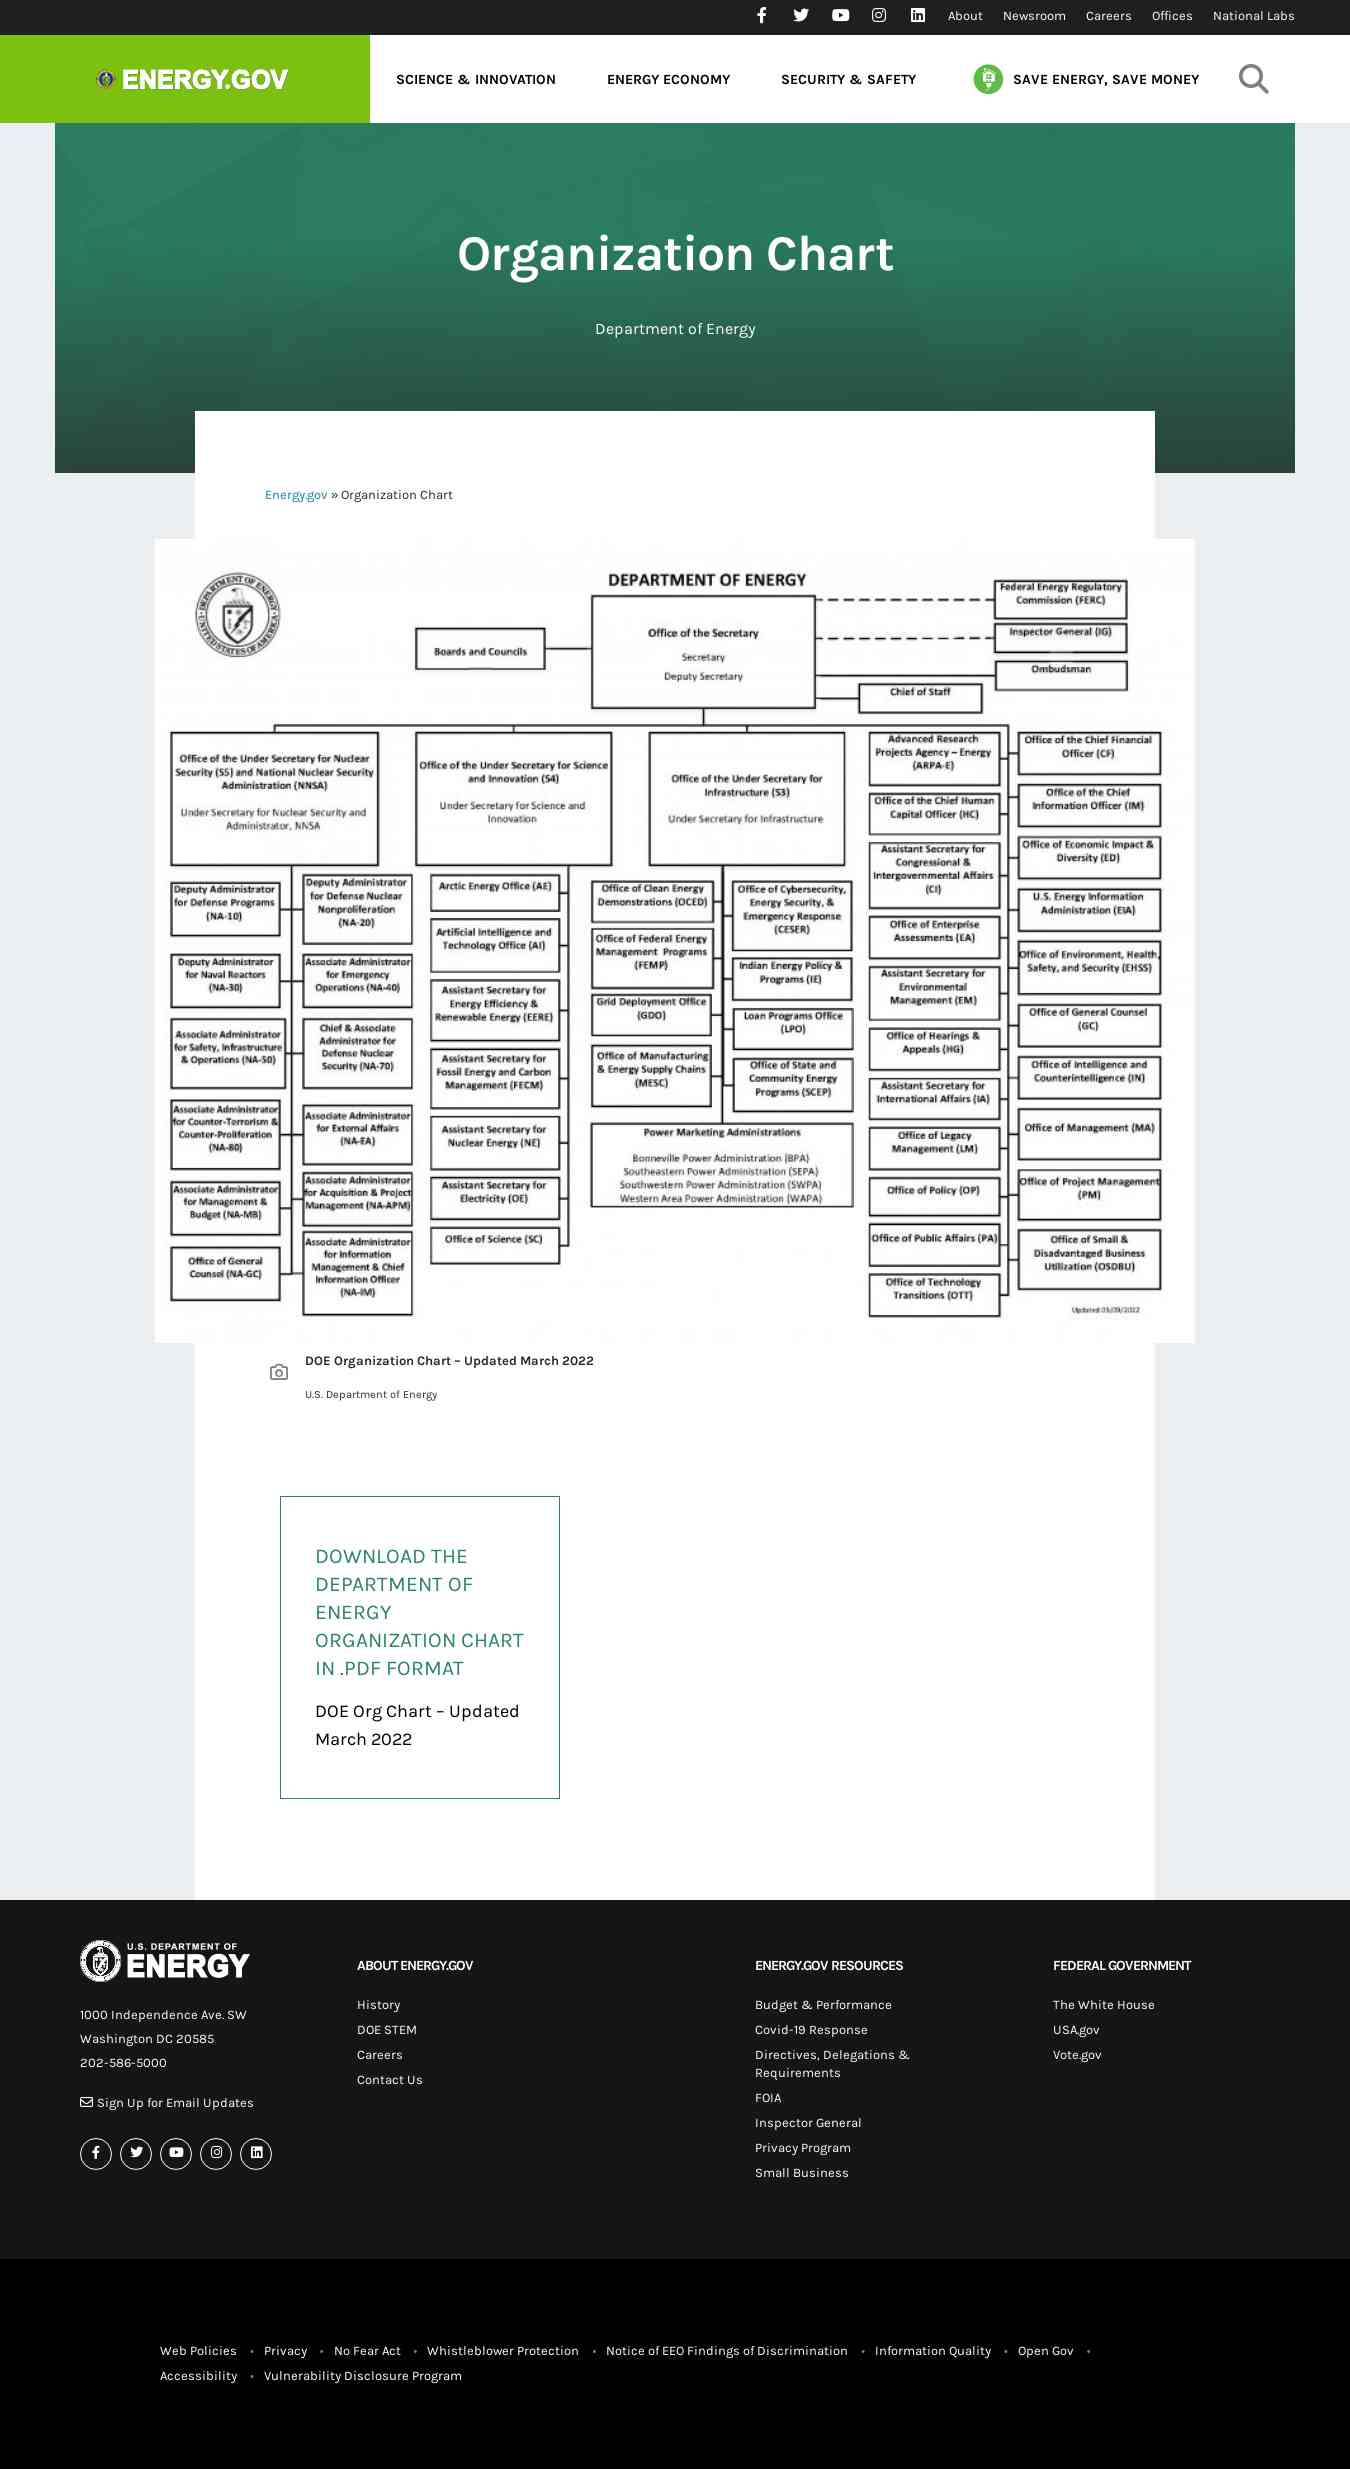 About Newsroom Careers Offices National Labs
ENERGY.GOV
SCIENCE & INNOVATION ENERGY ECONOMY SECURITY & SAFETY SAVE ENERGY, SAVE MONEY
Organization Chart
Department of Energy
Energy.gov » Organization Chart
DEPARTMENT OF ENERGY
DEPARTMENT OF ENERGY
UNITED STATES OF AMERICA
Office of the Secretary
Secretary
Deputy Secretary
Boards and Councils
Federal Energy Regulatory
Commission (FERC)
Inspector General (IG)
Ombudsman
Chief of Staff
Office of the Under Secretary for Nuclear
Security (S5) and National Nuclear Security
Administration (NNSA)
Under Secretary for Nuclear Security and
Administrator, NNSA
Deputy Administrator
for Defense Programs
(NA-10)
Deputy Administrator
for Naval Reactors
(NA-30)
Associate Administrator
for Safety, Infrastructure
& Operations (NA-50)
Associate Administrator
for Counter-Terrorism &
Counter-Proliferation
(NA-80)
Associate Administrator
for Management &
Budget (NA-MB)
Office of General
Counsel (NA-GC)
Deputy Administrator
for Defense Nuclear
Nonproliferation
(NA-20)
Associate Administrator
for Emergency
Operations (NA-40)
Chief & Associate
Administrator for
Defense Nuclear
Security (NA-70)
Associate Administrator
for External Affairs
(NA-EA)
Associate Administrator
for Acquisition & Project
Management (NA-APM)
Associate Administrator
for Information
Management & Chief
Information Officer
(NA-IM)
Office of the Under Secretary for Science
and Innovation (S4)
Under Secretary for Science and
Innovation
Arctic Energy Office (AE)
Artificial Intelligence and
Technology Office (AI)
Assistant Secretary for
Energy Efficiency &
Renewable Energy (EERE)
Assistant Secretary for
Fossil Energy and Carbon
Management (FECM)
Assistant Secretary for
Nuclear Energy (NE)
Assistant Secretary for
Electricity (OE)
Office of Science (SC)
Office of the Under Secretary for
Infrastructure (S3)
Under Secretary for Infrastructure
Office of Clean Energy
Demonstrations (OCED)
Office of Federal Energy
Management Programs
(FEMP)
Grid Deployment Office
(GDO)
Office of Manufacturing
& Energy Supply Chains
(MESC)
Office of Cybersecurity,
Energy Security, &
Emergency Response
(CESER)
Indian Energy Policy &
Programs (IE)
Loan Programs Office
(LPO)
Office of State and
Community Energy
Programs (SCEP)
Power Marketing Administrations
Bonneville Power Administration (BPA)
Southeastern Power Administration (SEPA)
Southwestern Power Administration (SWPA)
Western Area Power Administration (WAPA)
Advanced Research
Projects Agency – Energy
(ARPA-E)
Office of the Chief Human
Capital Officer (HC)
Assistant Secretary for
Congressional &
Intergovernmental Affairs
(CI)
Office of Enterprise
Assessments (EA)
Assistant Secretary for
Environmental
Management (EM)
Office of Hearings &
Appeals (HG)
Assistant Secretary for
International Affairs (IA)
Office of Legacy
Management (LM)
Office of Policy (OP)
Office of Public Affairs (PA)
Office of Technology
Transitions (OTT)
Office of the Chief Financial
Officer (CF)
Office of the Chief
Information Officer (IM)
Office of Economic Impact &
Diversity (ED)
U.S. Energy Information
Administration (EIA)
Office of Environment, Health,
Safety, and Security (EHSS)
Office of General Counsel
(GC)
Office of Intelligence and
Counterintelligence (IN)
Office of Management (MA)
Office of Project Management
(PM)
Office of Small &
Disadvantaged Business
Utilization (OSDBU)
DOE Organization Chart – Updated March 2022
U.S. Department of Energy
DOWNLOAD THE
DEPARTMENT OF
ENERGY
ORGANIZATION CHART
IN .PDF FORMAT
DOE Org Chart – Updated
March 2022
U.S. DEPARTMENT OF
ENERGY
1000 Independence Ave. SW
Washington DC 20585
202-586-5000
Sign Up for Email Updates
ABOUT ENERGY.GOV
History
DOE STEM
Careers
Contact Us
ENERGY.GOV RESOURCES
Budget & Performance
Covid-19 Response
Directives, Delegations &
Requirements
FOIA
Inspector General
Privacy Program
Small Business
FEDERAL GOVERNMENT
The White House
USA.gov
Vote.gov
Web Policies • Privacy • No Fear Act • Whistleblower Protection • Notice of EEO Findings of Discrimination • Information Quality • Open Gov •
Accessibility • Vulnerability Disclosure Program